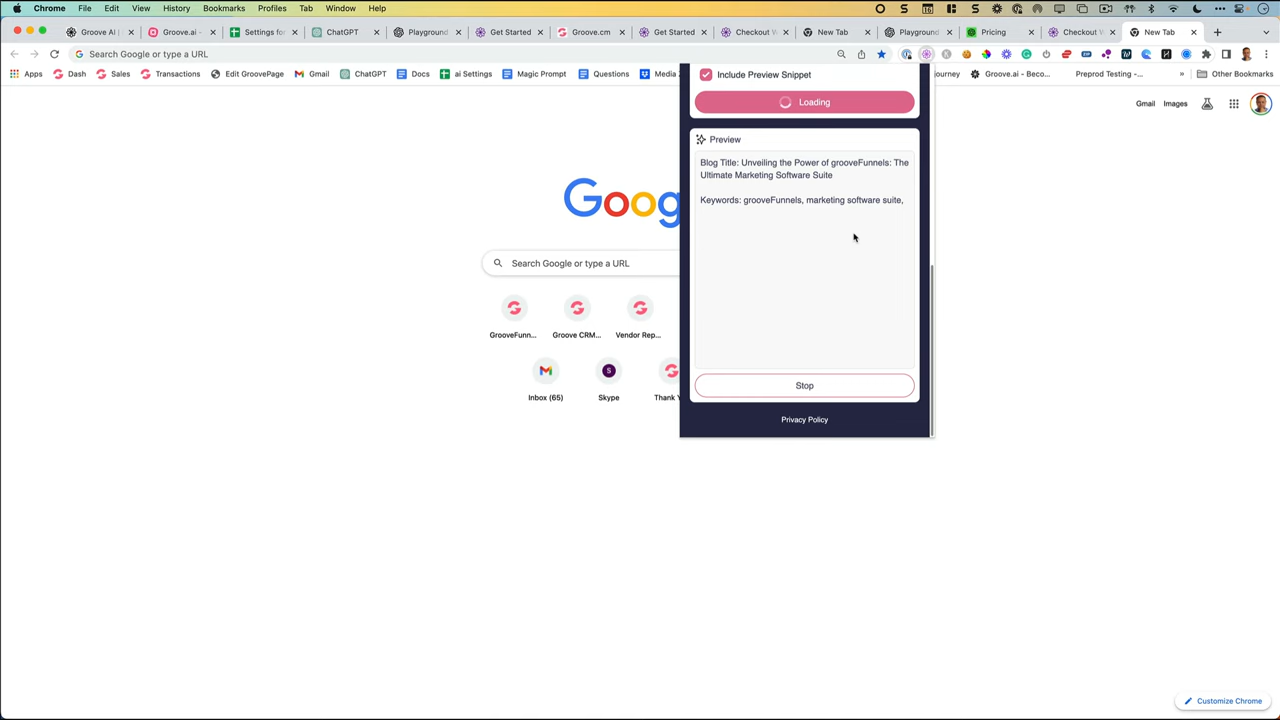 Chrome File Edit View History Bookmarks Profiles Tab Window Help
Groove AI | Groove.ai - Settings for ChatGPT Playground Get Started Groove.cm Get Started Checkout New Tab Playground Pricing Checkout New Tab
Search Google or type a URL
Apps Dash Sales Transactions Edit GroovePage Gmail ChatGPT Docs ai Settings Magic Prompt Questions Media ourney Groove.ai - Beco... Preprod Testing -... » Other Bookmarks
Gmail Images
Include Preview Snippet
Loading
Preview
Blog Title: Unveiling the Power of grooveFunnels: The
Ultimate Marketing Software Suite
Keywords: grooveFunnels, marketing software suite,
Goog
Search Google or type a URL
GrooveFunn... Groove CRM... Vendor Rep...
Inbox (65) Skype Thank
Stop
Privacy Policy
Customize Chrome